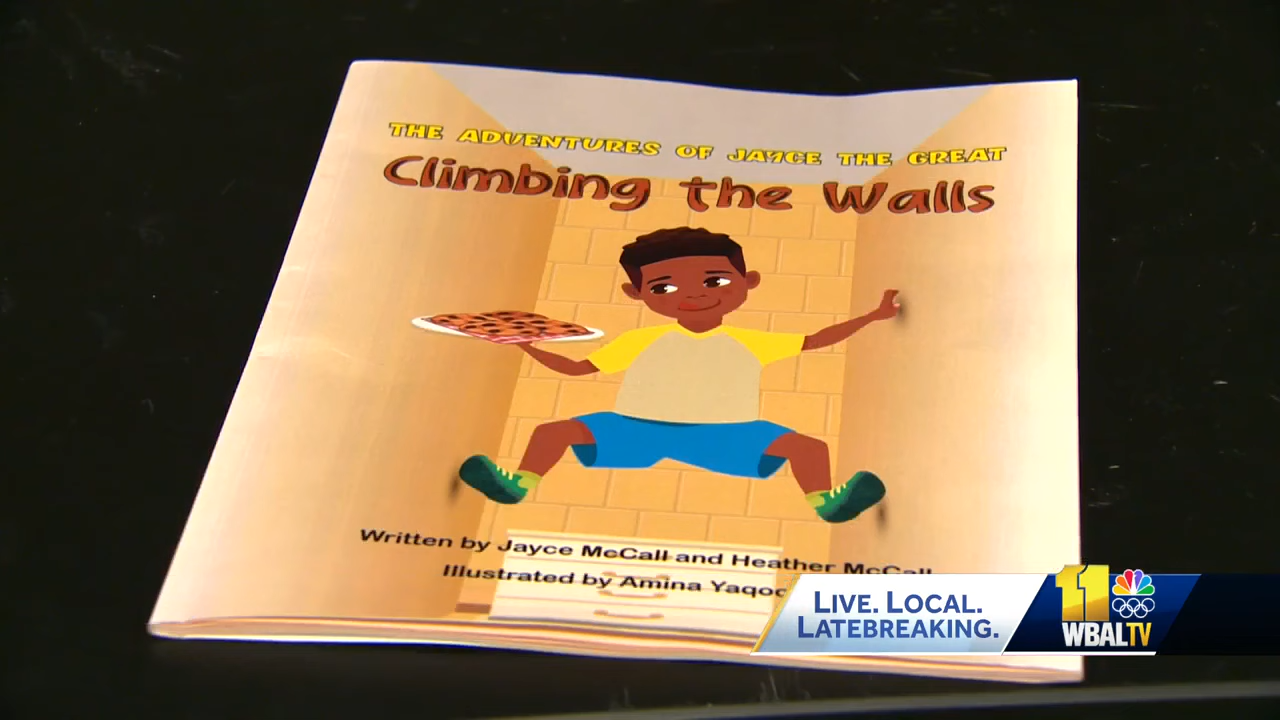 THE ADVENTURES OF JAYCE THE GREAT
Climbing the Walls
Written by Jayce McCall and Heather McCall
Illustrated by Amina
LIVE. LOCAL.
LATEBREAKING.
11
WBALTV